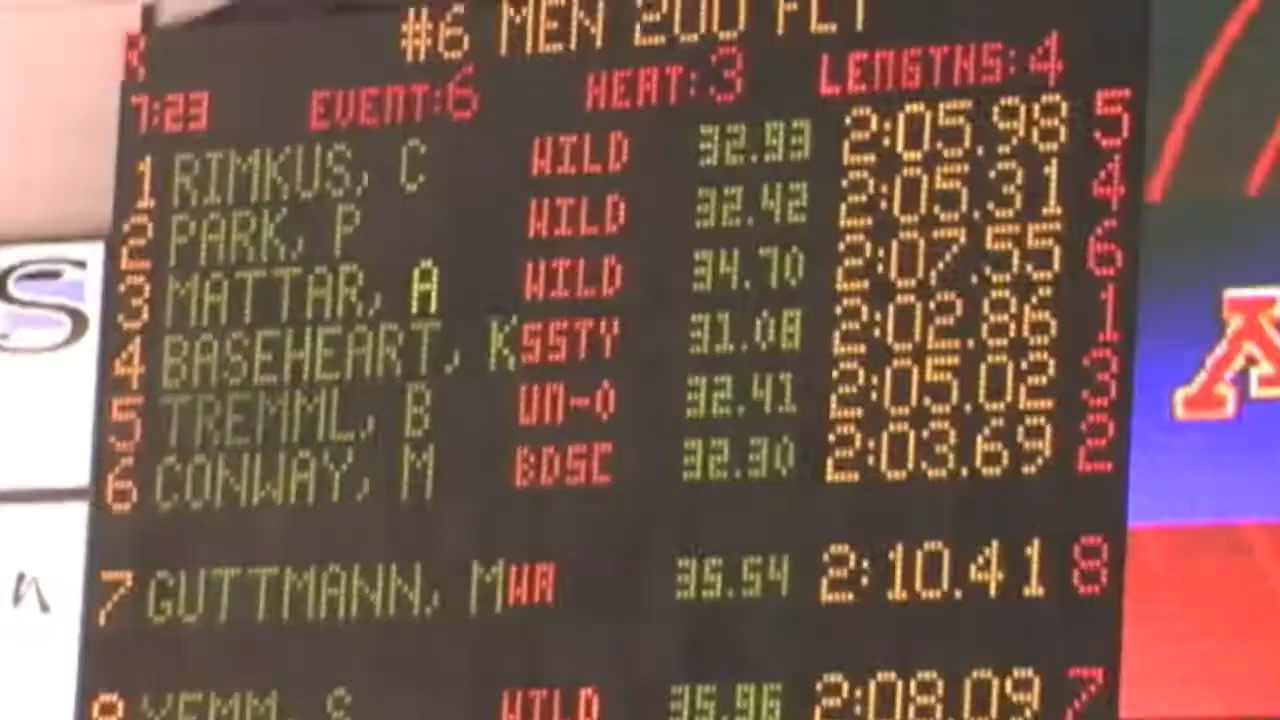 #6 MEN 200 FLY
7:23 EVENT:6 HEAT:3 LENGTHS:4
1 RIMKUS, C WILD 32.93 2:05.98 5
2 PARK, P WILD 32.42 2:05.31 4
3 MATTAR, A WILD 34.70 2:07.55 6
4 BASEHEART, K SSTY 31.08 2:02.86 1
5 TREMML, B UN-O 32.41 2:05.02 3
6 CONWAY, M BDSC 32.30 2:03.69 2
7 GUTTMANN, M WA 35.54 2:10.41 8
8 WILD 35.96 2:08.09 7